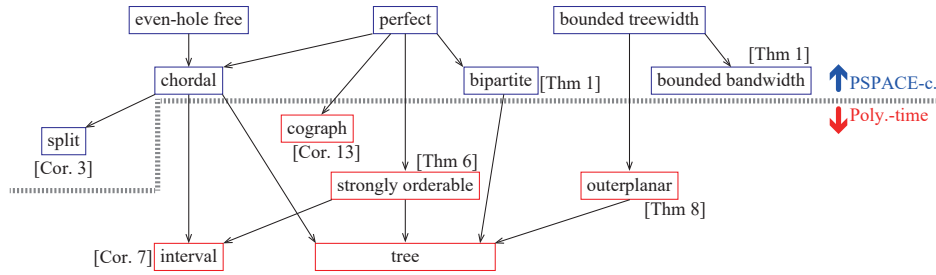 even-hole free
perfect
bounded treewidth
[Thm 1]
chordal
bipartite
[Thm 1]
bounded bandwidth
PSPACE-c.
Poly.-time
cograph
split
[Cor. 13]
[Cor. 3]
[Thm 6]
strongly orderable
outerplanar
[Thm 8]
[Cor. 7]
interval
tree